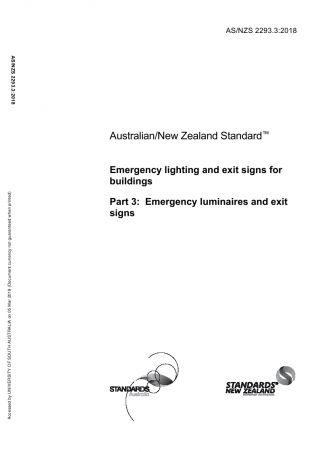 AS/NZS 2293.3:2018
AS/NZS 2293.3:2018
Australian/New Zealand Standard™
Emergency lighting and exit signs for
buildings
Part 3: Emergency luminaires and exit
signs
Accessed by UNIVERSITY OF SOUTH AUSTRALIA on 05 Mar 2019 (Document currency not guaranteed when printed)
STANDARDS
Australia
STANDARDS
NEW ZEALAND